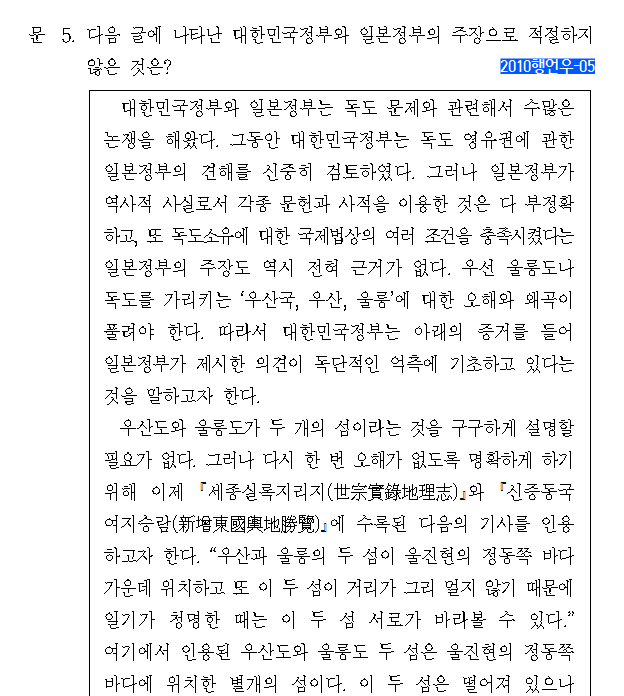 문 5. 다음 글에 나타난 대한민국정부와 일본정부의 주장으로 적절하지
않은 것은? 2010행언우-05
대한민국정부와 일본정부는 독도 문제와 관련해서 수많은
논쟁을 해왔다. 그동안 대한민국정부는 독도 영유권에 관한
일본정부의 견해를 신중히 검토하였다. 그러나 일본정부가
역사적 사실로서 각종 문헌과 사적을 이용한 것은 다 부정확
하고, 또 독도소유에 대한 국제법상의 여러 조건을 충족시켰다는
일본정부의 주장도 역시 전혀 근거가 없다. 우선 울릉도나
독도를 가리키는 ‘우산국, 우산, 울릉’에 대한 오해와 왜곡이
풀려야 한다. 따라서 대한민국정부는 아래의 증거를 들어
일본정부가 제시한 의견이 독단적인 억측에 기초하고 있다는
것을 말하고자 한다.
우산도와 울릉도가 두 개의 섬이라는 것을 구구하게 설명할
필요가 없다. 그러나 다시 한 번 오해가 없도록 명확하게 하기
위해 이제 『세종실록지리지(世宗實錄地理志)』와 『신증동국
여지승람(新增東國輿地勝覽)』에 수록된 다음의 기사를 인용
하고자 한다. “우산과 울릉의 두 섬이 울진현의 정동쪽 바다
가운데 위치하고 또 이 두 섬이 거리가 그리 멀지 않기 때문에
일기가 청명한 때는 이 두 섬 서로가 바라볼 수 있다.”
여기에서 인용된 우산도와 울릉도 두 섬은 울진현의 정동쪽
바다에 위치한 별개의 섬이다. 이 두 섬은 떨어져 있으나